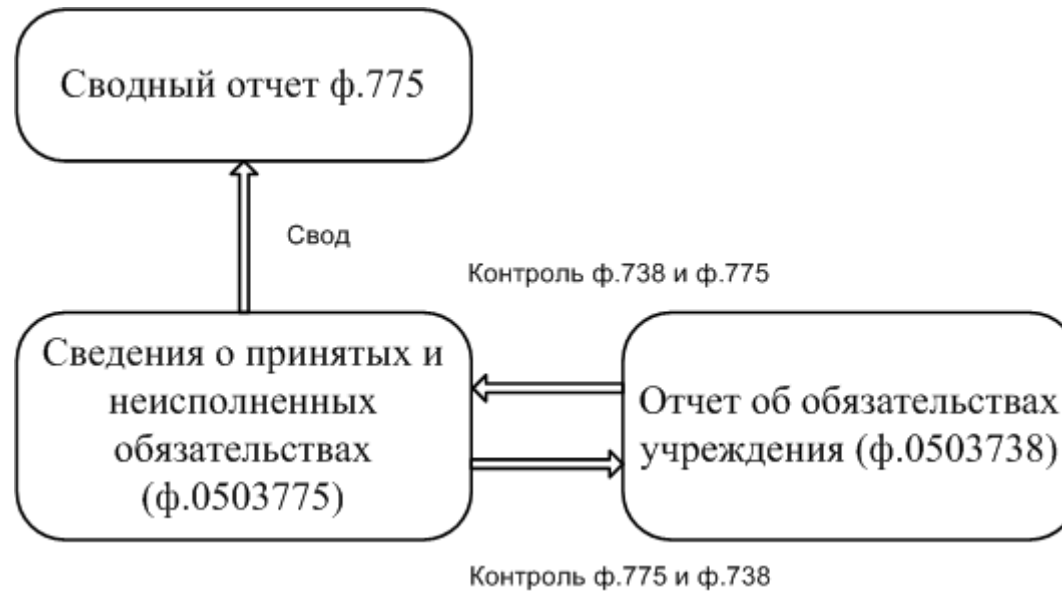 Сводный отчет ф.775
Свод
Контроль ф.738 и ф.775
Сведения о принятых и
неисполненных
обязательствах
(ф.0503775)
Отчет об обязательствах
учреждения (ф.0503738)
Контроль ф.775 и ф.738